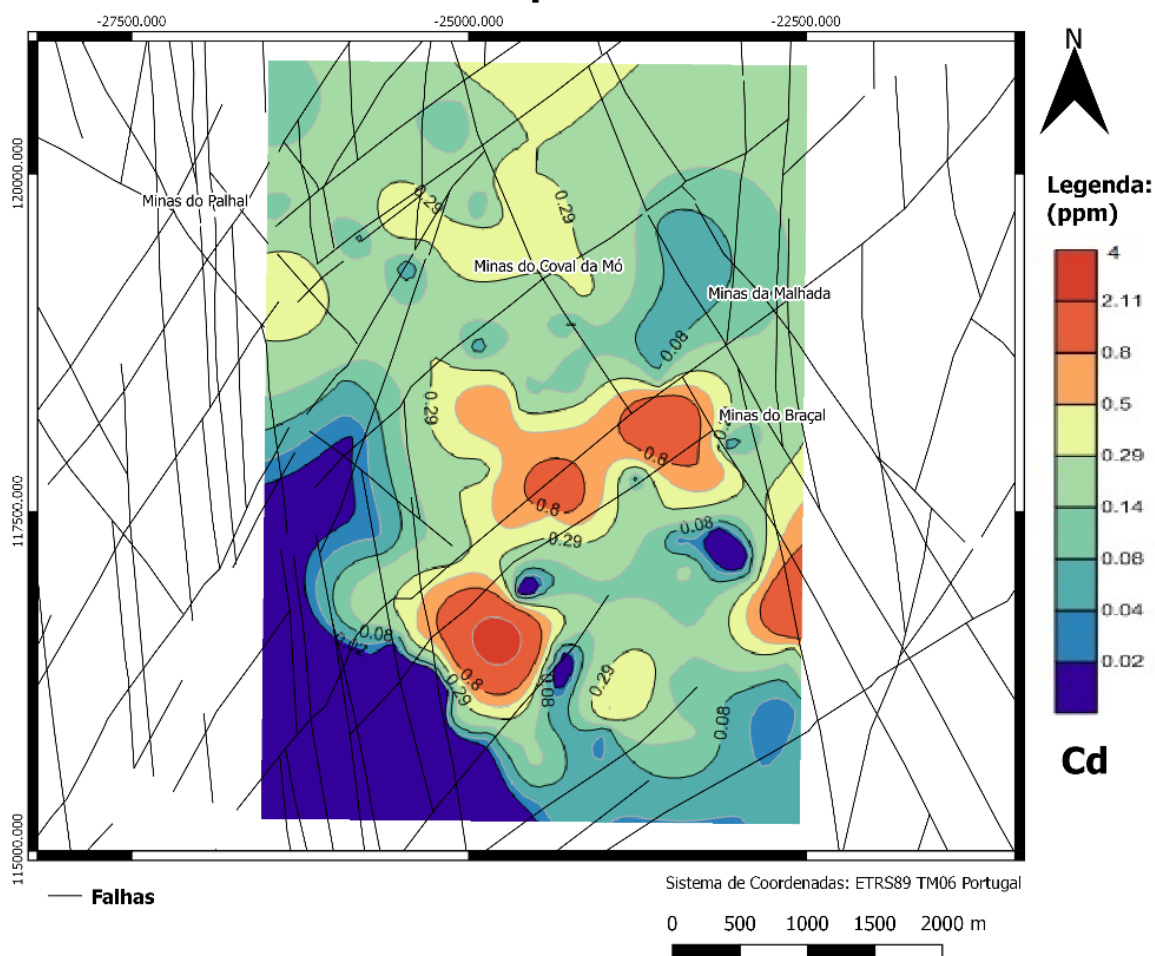 -27500.000
-25000.000
-22500.000
N
120000.000
117500.000
115000.000
Minas do Palhal
Minas do Coval da Mó
Minas da Malhada
Minas do Braçal
0.29
0.29
0.08
0.29
0.8
0.8
0.29
0.08
0.08
0.8
0.29
0.08
0.29
0.08
Legenda:
(ppm)
4
2.11
0.8
0.5
0.29
0.14
0.08
0.04
0.02
Cd
Falhas
Sistema de Coordenadas: ETRS89 TM06 Portugal
0 500 1000 1500 2000 m